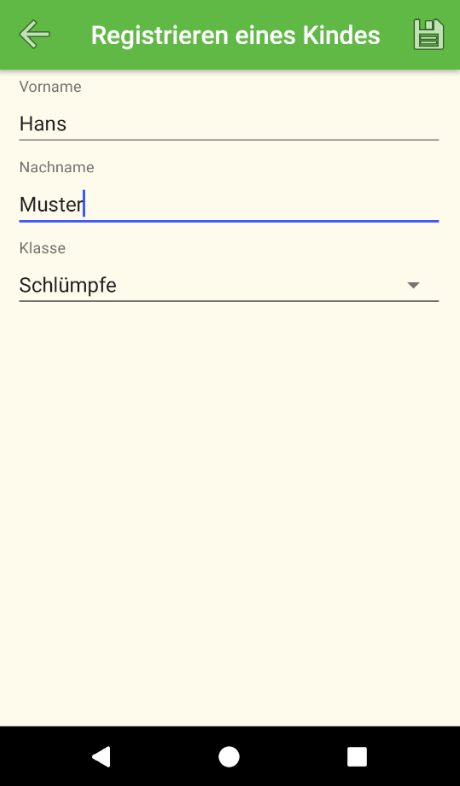 Registrieren eines Kindes
Vorname
Hans
Nachname
Muster
Klasse
Schlümpfe